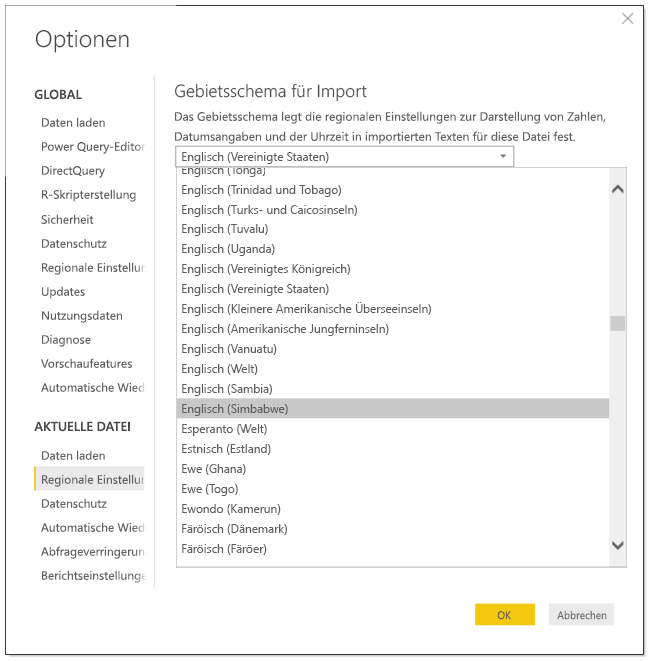 Optionen
GLOBAL
Daten laden
Power Query-Editor
DirectQuery
R-Skripterstellung
Sicherheit
Datenschutz
Regionale Einstellun
Updates
Nutzungsdaten
Diagnose
Vorschaufeatures
Automatische Wied
AKTUELLE DATEI
Daten laden
Regionale Einstellun
Datenschutz
Automatische Wied
Abfrageverringerun
Berichtseinstellunge
Gebietsschema für Import
Das Gebietsschema legt die regionalen Einstellungen zur Darstellung von Zahlen,
Datumsangaben und der Uhrzeit in importierten Texten für diese Datei fest.
Englisch (Vereinigte Staaten)
Englisch (Tonga)
Englisch (Trinidad und Tobago)
Englisch (Turks- und Caicosinseln)
Englisch (Tuvalu)
Englisch (Uganda)
Englisch (Vereinigtes Königreich)
Englisch (Vereinigte Staaten)
Englisch (Kleinere Amerikanische Überseeinseln)
Englisch (Amerikanische Jungferninseln)
Englisch (Vanuatu)
Englisch (Welt)
Englisch (Sambia)
Englisch (Simbabwe)
Esperanto (Welt)
Estnisch (Estland)
Ewe (Ghana)
Ewe (Togo)
Ewondo (Kamerun)
Färöisch (Dänemark)
Färöisch (Färöer)
OK
Abbrechen